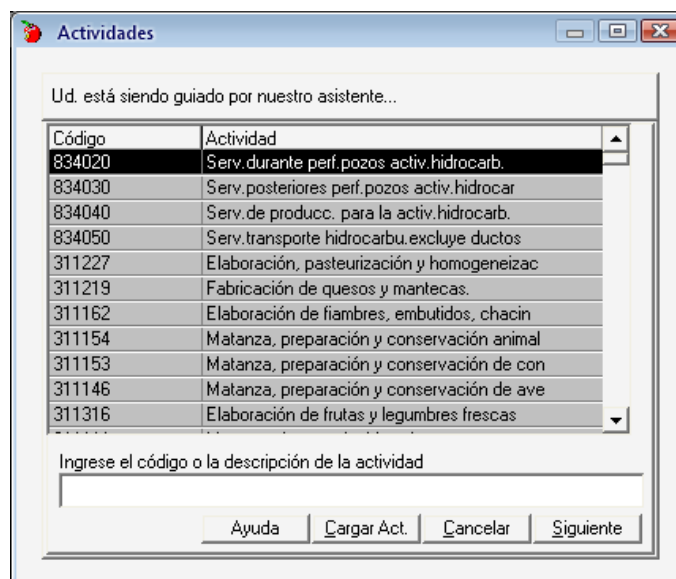 Actividades
Ud. está siendo guiado por nuestro asistente...
Código Actividad
834020 Serv.durante perf.pozos activ.hidrocarb.
834030 Serv.posteriores perf.pozos activ.hidrocar
834040 Serv.de producc. para la activ.hidrocarb.
834050 Serv.transporte hidrocarbu.excluye ductos
311227 Elaboración, pasteurización y homogeneizac
311219 Fabricación de quesos y mantecas.
311162 Elaboración de fiambres, embutidos, chacin
311154 Matanza, preparación y conservación animal
311153 Matanza, preparación y conservación de con
311146 Matanza, preparación y conservación de ave
311316 Elaboración de frutas y legumbres frescas
Ingrese el código o la descripción de la actividad
Ayuda Cargar Act. Cancelar Siguiente